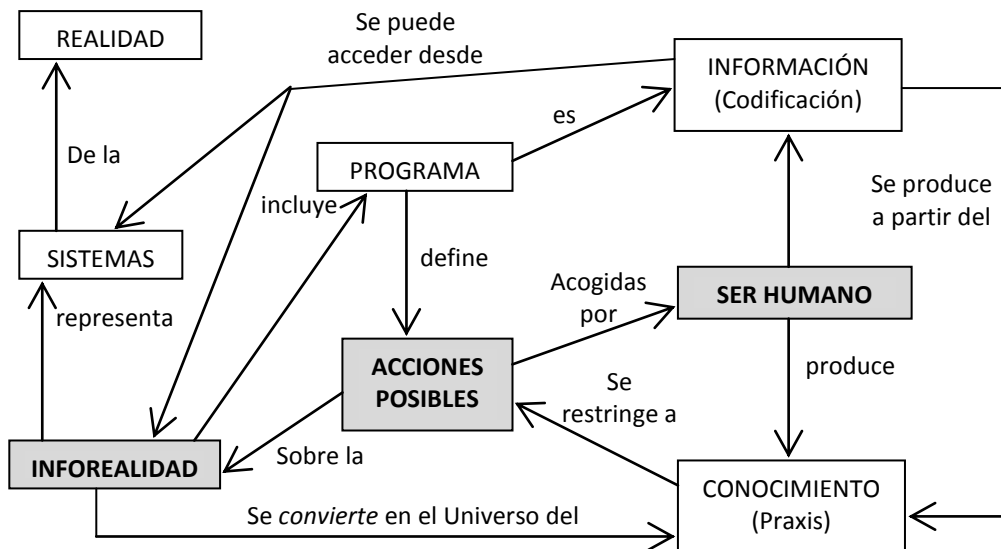 REALIDAD
Se puede
acceder desde
INFORMACIÓN
(Codificación)
es
De la
PROGRAMA
incluye
Se produce
a partir del
SISTEMAS
define
Acogidas
por
SER HUMANO
representa
ACCIONES
POSIBLES
produce
Se
restringe a
INFOREALIDAD
Sobre la
CONOCIMIENTO
(Praxis)
Se convierte en el Universo del